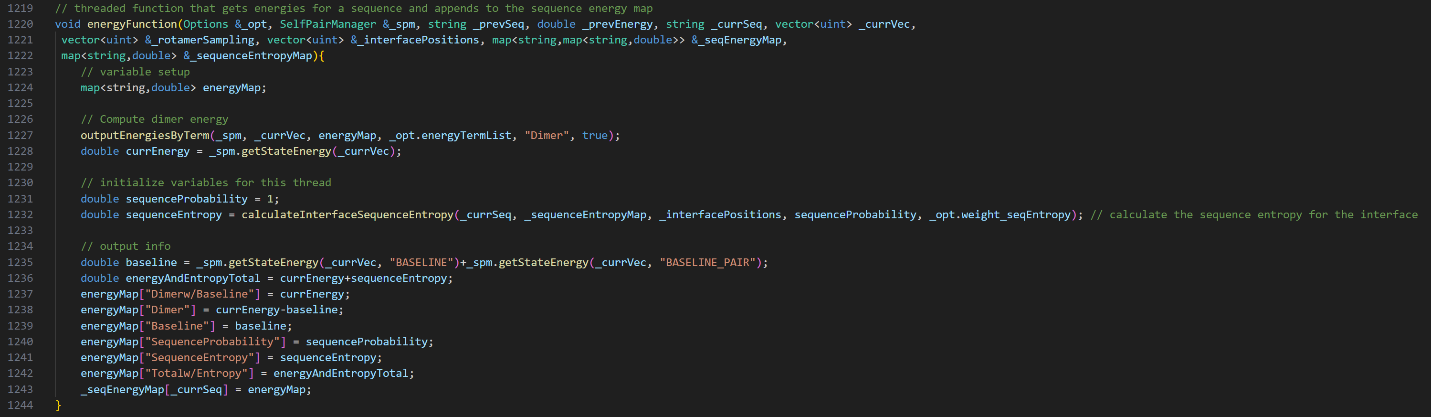 1219 // threaded function that gets energies for a sequence and appends to the sequence energy map
1220 void energyFunction(Options &_opt, SelfPairManager &_spm, string _prevSeq, double _prevEnergy, string _currSeq, vector<uint> _currVec,
1221 vector<uint> &_rotamerSampling, vector<uint> &_interfacePositions, map<string,map<string,double>> &_seqEnergyMap,
1222 map<string,double> &_sequenceEntropyMap){
1223 // variable setup
1224 map<string,double> energyMap;
1225
1226 // Compute dimer energy
1227 outputEnergiesByTerm(_spm, _currVec, energyMap, _opt.energyTermList, "Dimer", true);
1228 double currEnergy = _spm.getStateEnergy(_currVec);
1229
1230 // initialize variables for this thread
1231 double sequenceProbability = 1;
1232 double sequenceEntropy = calculateInterfaceSequenceEntropy(_currSeq, _sequenceEntropyMap, _interfacePositions, sequenceProbability, _opt.weight_seqEntropy); // calculate the sequence entropy for the interface
1233
1234 // output info
1235 double baseline = _spm.getStateEnergy(_currVec, "BASELINE")+_spm.getStateEnergy(_currVec, "BASELINE_PAIR");
1236 double energyAndEntropyTotal = currEnergy+sequenceEntropy;
1237 energyMap["Dimerw/Baseline"] = currEnergy;
1238 energyMap["Dimer"] = currEnergy-baseline;
1239 energyMap["Baseline"] = baseline;
1240 energyMap["SequenceProbability"] = sequenceProbability;
1241 energyMap["SequenceEntropy"] = sequenceEntropy;
1242 energyMap["Totalw/Entropy"] = energyAndEntropyTotal;
1243 _seqEnergyMap[_currSeq] = energyMap;
1244 }